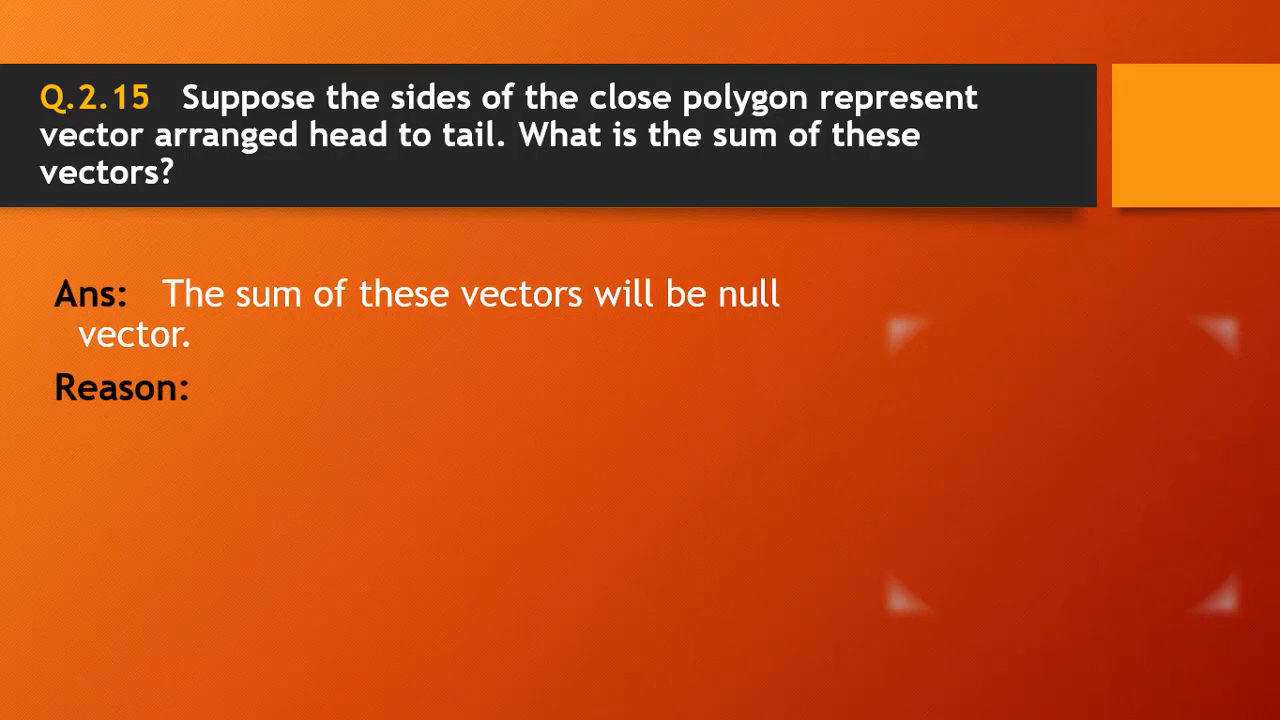 Q.2.15 Suppose the sides of the close polygon represent
vector arranged head to tail. What is the sum of these
vectors?
Ans: The sum of these vectors will be null
vector.
Reason: